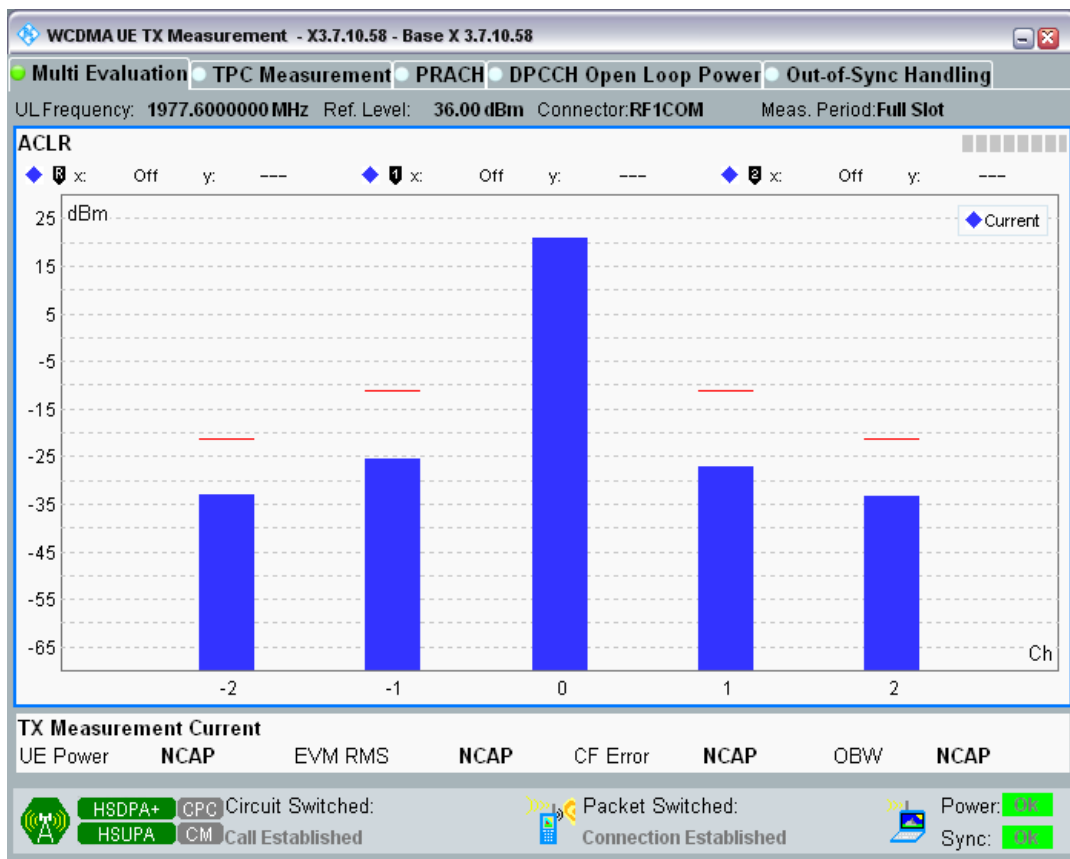 WCDMA UE TX Measurement - X3.7.10.58 - Base X 3.7.10.58
Multi Evaluation TPC Measurement PRACH DPCCH Open Loop Power Out-of-Sync Handling
UL Frequency: 1977.6000000 MHz Ref. Level: 36.00 dBm Connector:RF1COM Meas. Period:Full Slot
ACLR
R x: Off y: --- 1 x: Off y: --- 2 x: Off y: ---
dBm
Current
25
15
5
-5
-15
-25
-35
-45
-55
-65
Ch
-2 -1 0 1 2
TX Measurement Current
UE Power NCAP EVM RMS NCAP CF Error NCAP OBW NCAP
HSDPA+ CPC Circuit Switched: Packet Switched: Power: OK
HSUPA CM Call Established Connection Established Sync: OK